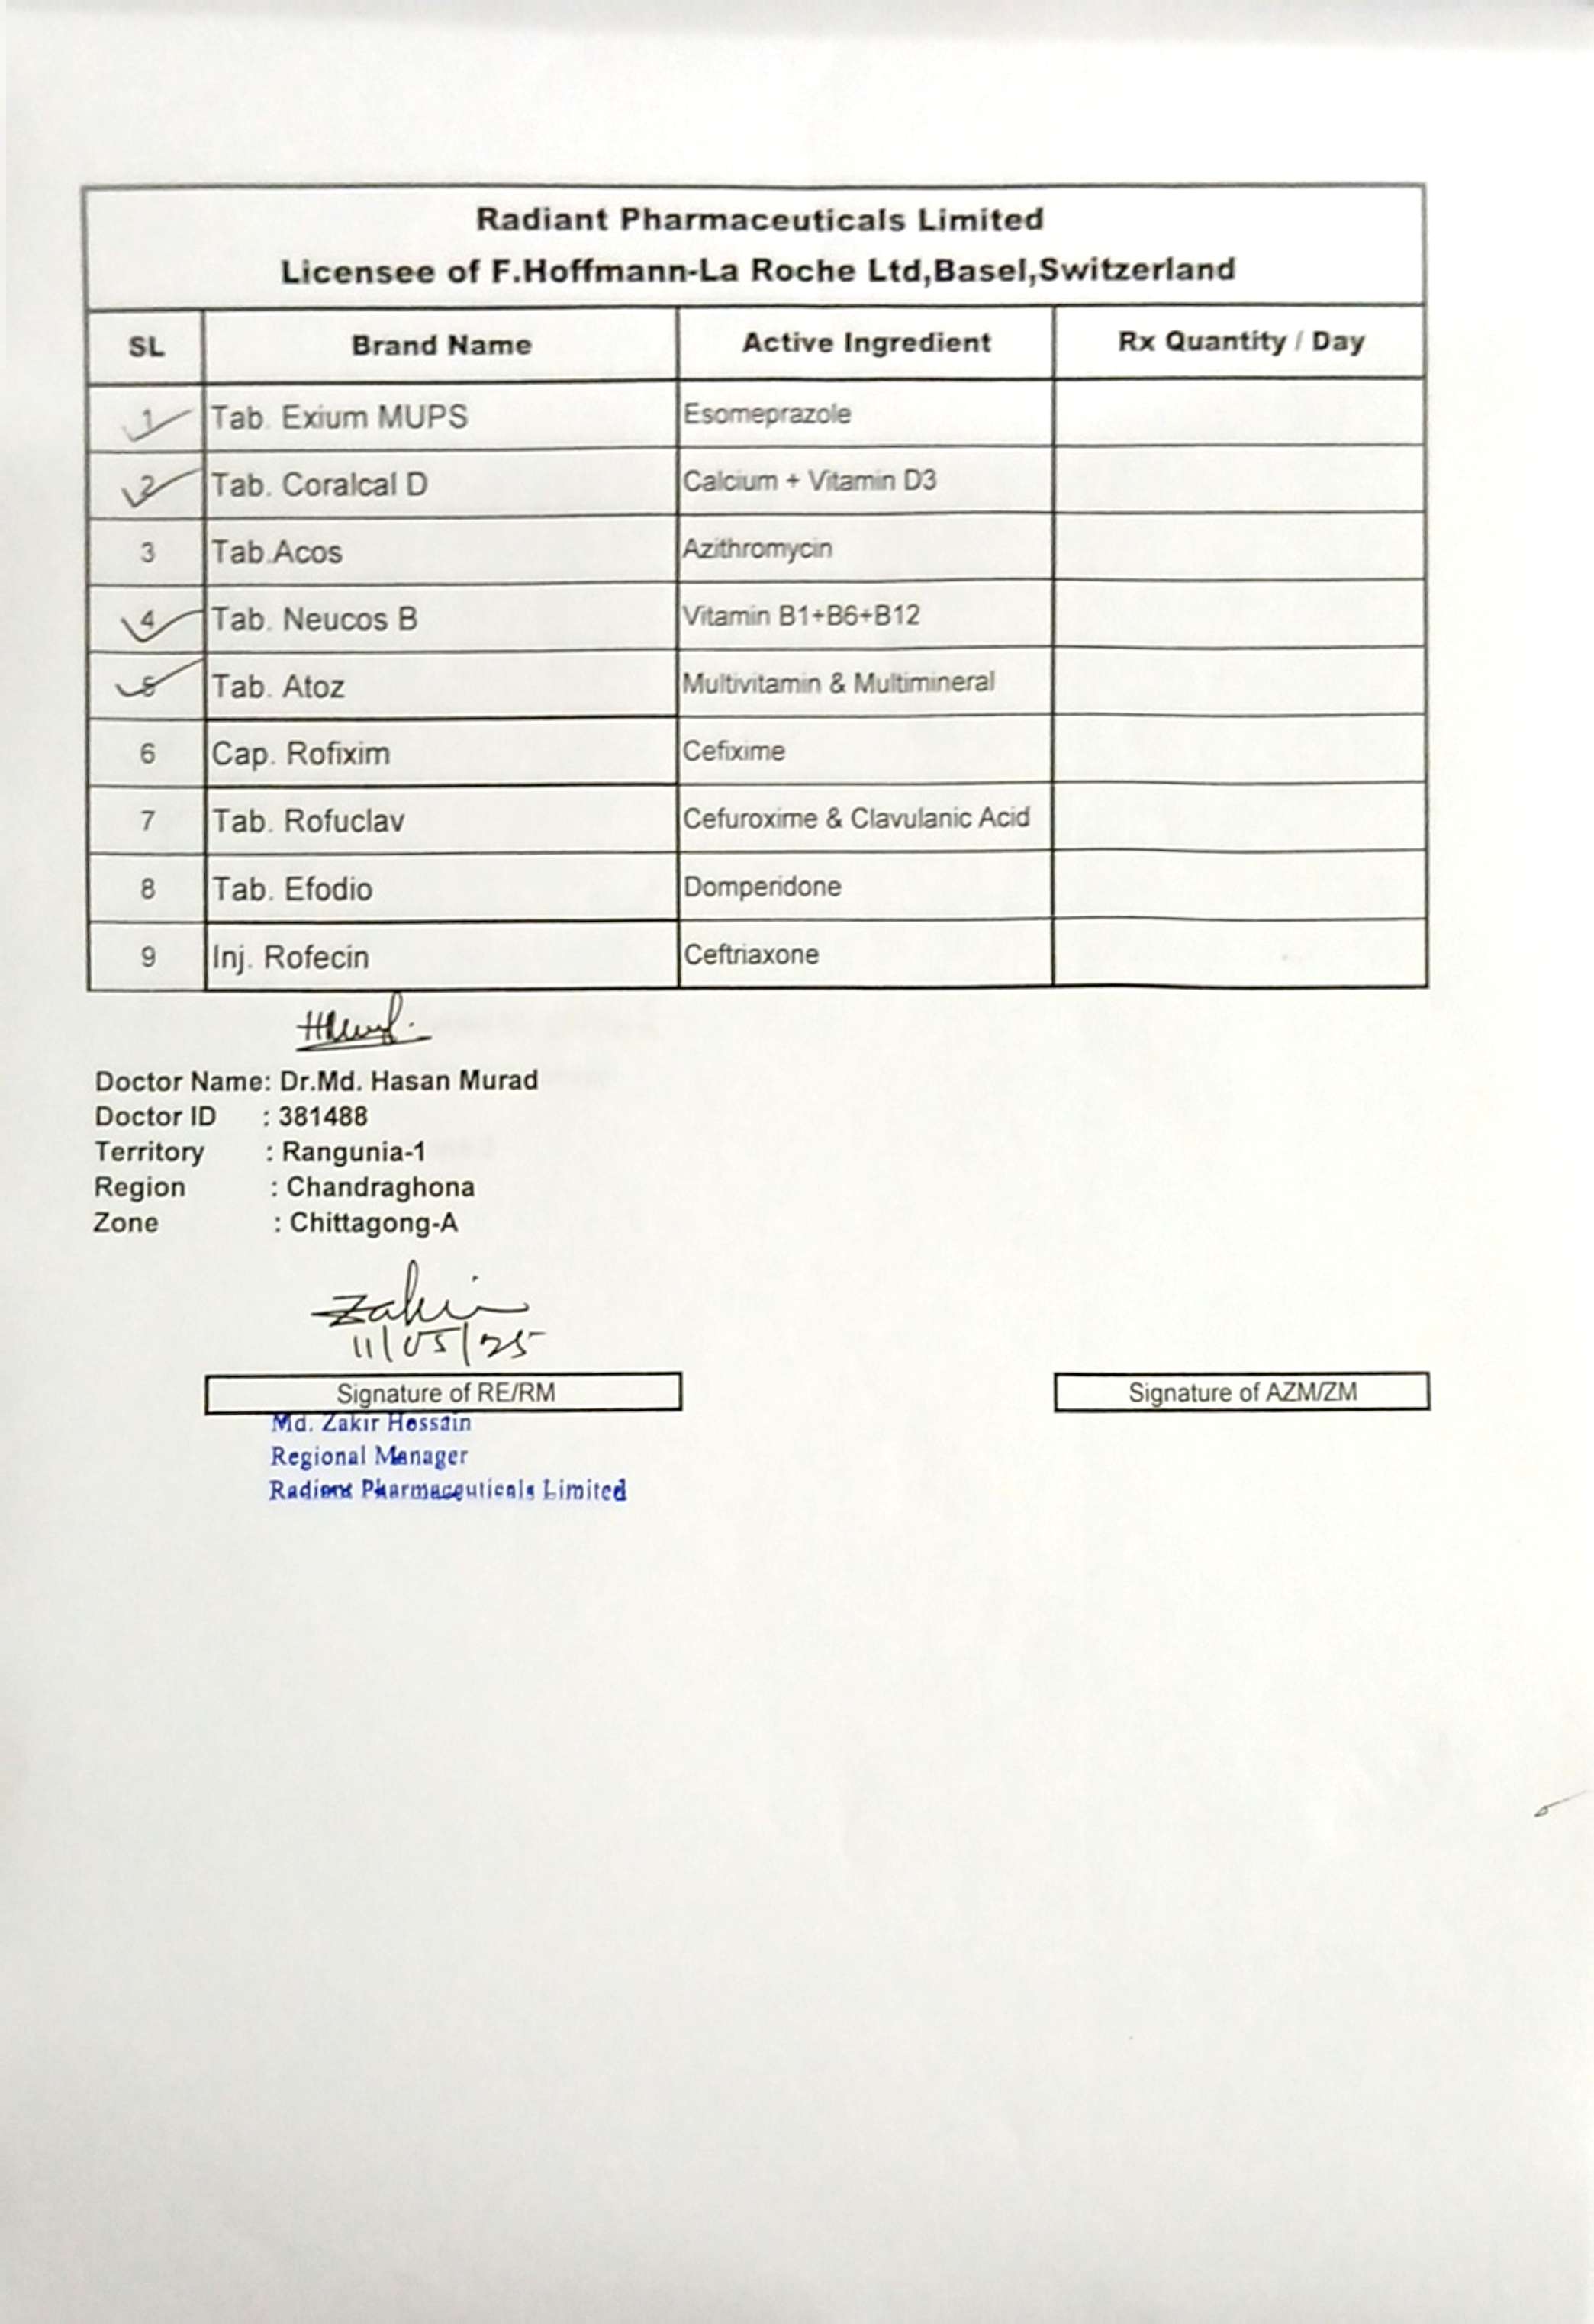 Radiant Pharmaceuticals Limited
Licensee of F.Hoffmann-La Roche Ltd,Basel,Switzerland
SL Brand Name Active Ingredient Rx Quantity / Day
1 Tab. Exium MUPS Esomeprazole
2 Tab. Coralcal D Calcium + Vitamin D3
3 Tab.Acos Azithromycin
4 Tab. Neucos B Vitamin B1+B6+B12
5 Tab. Atoz Multivitamin & Multimineral
6 Cap. Rofixim Cefixime
7 Tab. Rofuclav Cefuroxime & Clavulanic Acid
8 Tab. Efodio Domperidone
9 Inj. Rofecin Ceftriaxone
Doctor Name: Dr.Md. Hasan Murad
Doctor ID : 381488
Territory : Rangunia-1
Region : Chandraghona
Zone : Chittagong-A
Zakir
11/05/25
Signature of RE/RM Signature of AZM/ZM
Md. Zakir Hossain
Regional Manager
Radiant Pharmaceuticals Limited